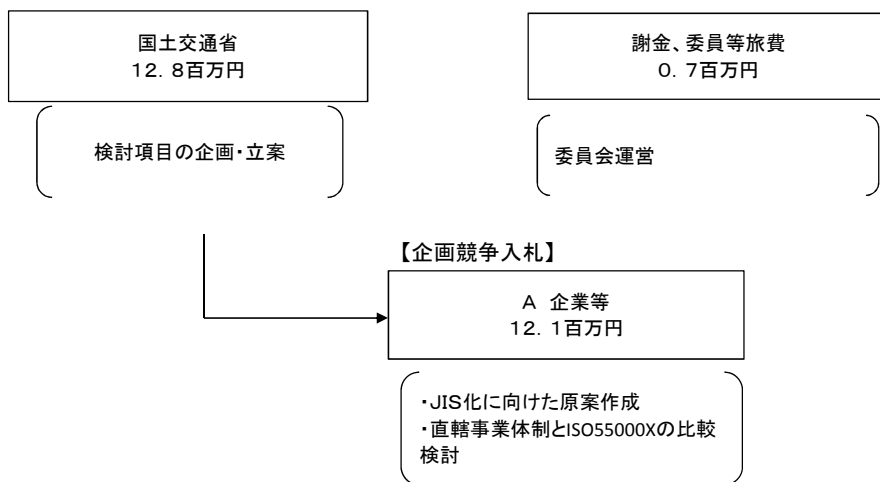 国土交通省
１２．８百万円
検討項目の企画・立案
謝金、委員等旅費
０．７百万円
委員会運営
【企画競争入札】
Ａ　企業等
１２．１百万円
・JIS化に向けた原案作成
・直轄事業体制とISO55000Xの比較
検討